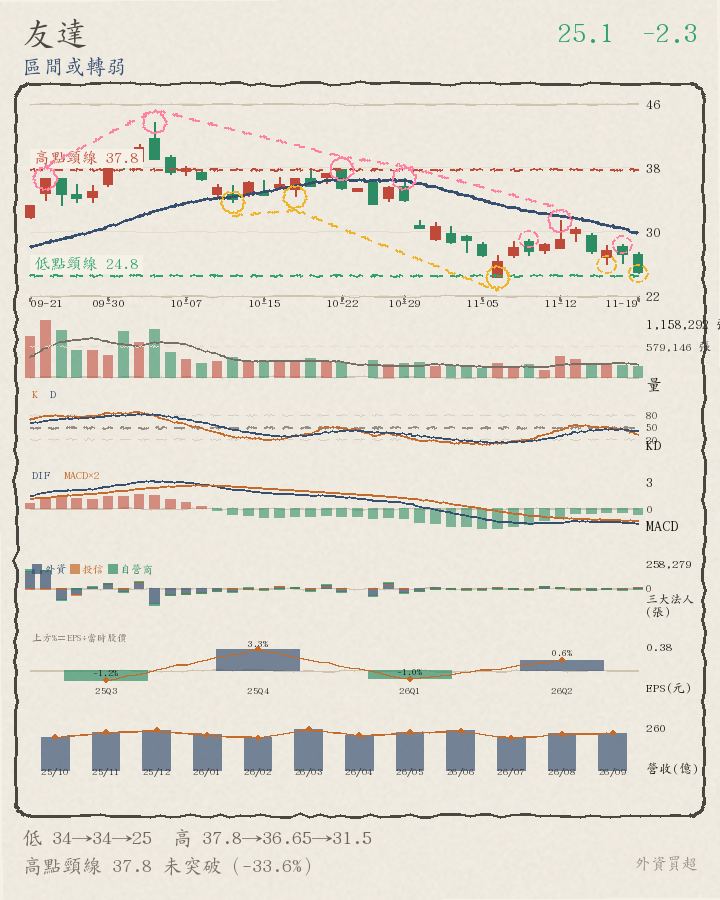 友達
25.1 -2.3
區間或轉弱
46
高點頸線 37.8
38
30
低點頸線 24.8
22
09-21 09-30 10-07 10-15 10-22 10-29 11-05 11-12 11-19
1,158,292 張
579,146 張
量
K D
80
50
20
KD
DIF MACD×2
3
0
MACD
外資 投信 自營商
258,279
0
三大法人
(張)
上方%=EPS÷當時股價
-1.2% 3.3% -1.0% 0.6%
0.38
25Q3 25Q4 26Q1 26Q2
EPS(元)
260
25/10 25/11 25/12 26/01 26/02 26/03 26/04 26/05 26/06 26/07 26/08 26/09
營收(億)
低 34→34→25 高 37.8→36.65→31.5
高點頸線 37.8 未突破 (-33.6%)
外資買超